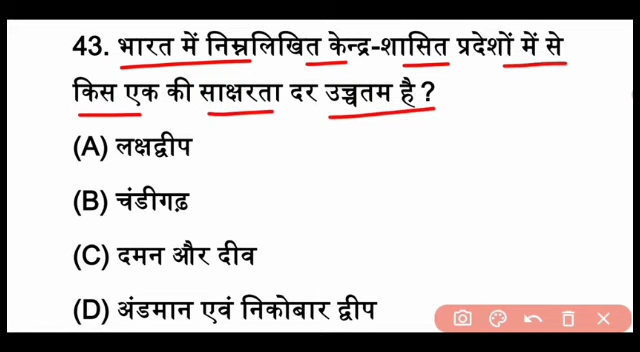 43. भारत में निम्नलिखित केन्द्र-शासित प्रदेशों में से
किस एक की साक्षरता दर उच्चतम है ?
(A) लक्षद्वीप
(B) चंडीगढ़
(C) दमन और दीव
(D) अंडमान एवं निकोबार द्वीप